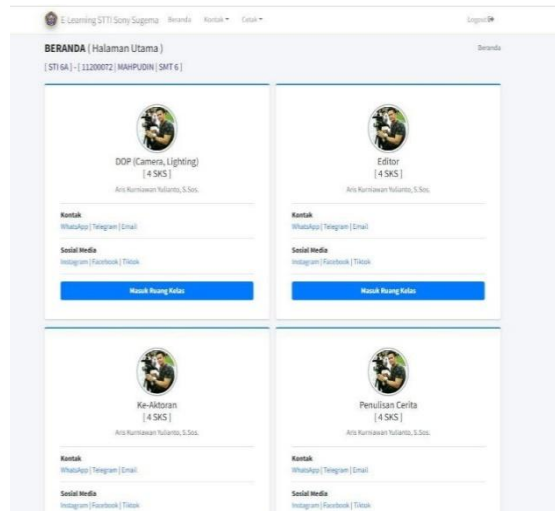 E-Learning STTI Sony Sugema Beranda Kontak Cetak Logout
BERANDA ( Halaman Utama ) Beranda
[ STI 6A ] - [ 11200072 | MAHPUDIN | SMT 6 ]
DOP (Camera, Lighting)
[ 4 SKS ]
Aris Kurniawan Yulianto, S.Sos.
Kontak
WhatsApp | Telegram | Email
Sosial Media
Instagram | Facebook | Tiktok
Masuk Ruang Kelas
Editor
[ 4 SKS ]
Aris Kurniawan Yulianto, S.Sos.
Kontak
WhatsApp | Telegram | Email
Sosial Media
Instagram | Facebook | Tiktok
Masuk Ruang Kelas
Ke-Aktoran
[ 4 SKS ]
Aris Kurniawan Yulianto, S.Sos.
Kontak
WhatsApp | Telegram | Email
Sosial Media
Instagram | Facebook | Tiktok
Penulisan Cerita
[ 4 SKS ]
Aris Kurniawan Yulianto, S.Sos.
Kontak
WhatsApp | Telegram | Email
Sosial Media
Instagram | Facebook | Tiktok